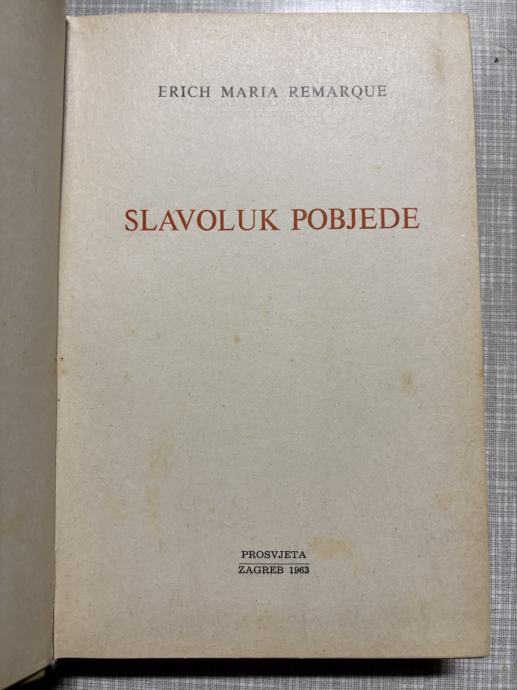 ERICH MARIA REMARQUE
SLAVOLUK POBJEDE
PROSVJETA
ZAGREB 1963